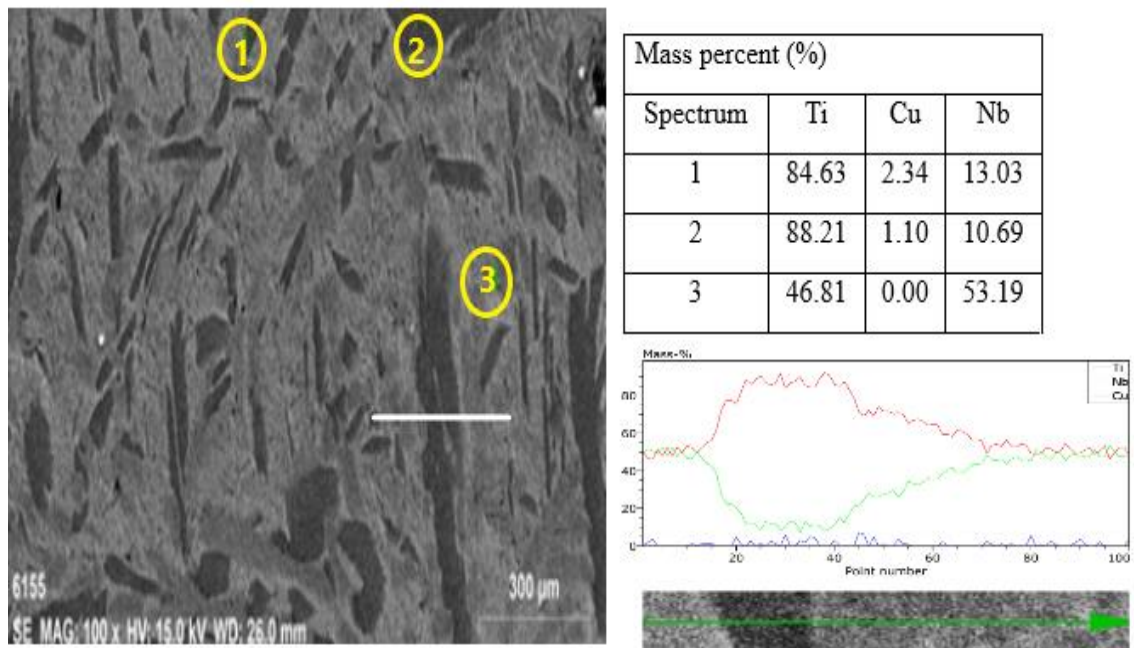 1
2
3
6155
300 µm
SE MAG: 100 x HV: 15.0 kV WD: 26.0 mm
Mass percent (%)
Spectrum Ti Cu Nb
1 84.63 2.34 13.03
2 88.21 1.10 10.69
3 46.81 0.00 53.19
Mass-%
Ti
Nb
Cu
80
60
40
20
0
20 40 60 80 100
Point number